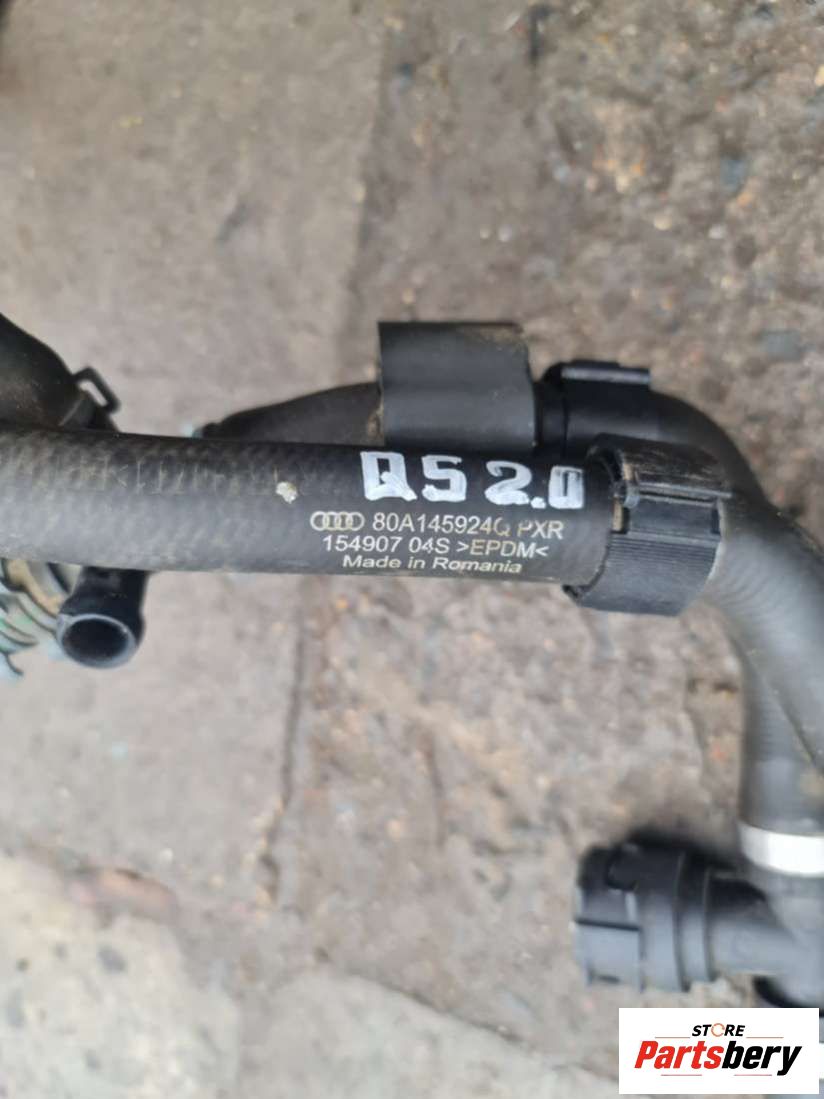 Q5 2.0
80A145924Q PXR
154907 04S >EPDM<
Made in Romania
STORE
Partsbery